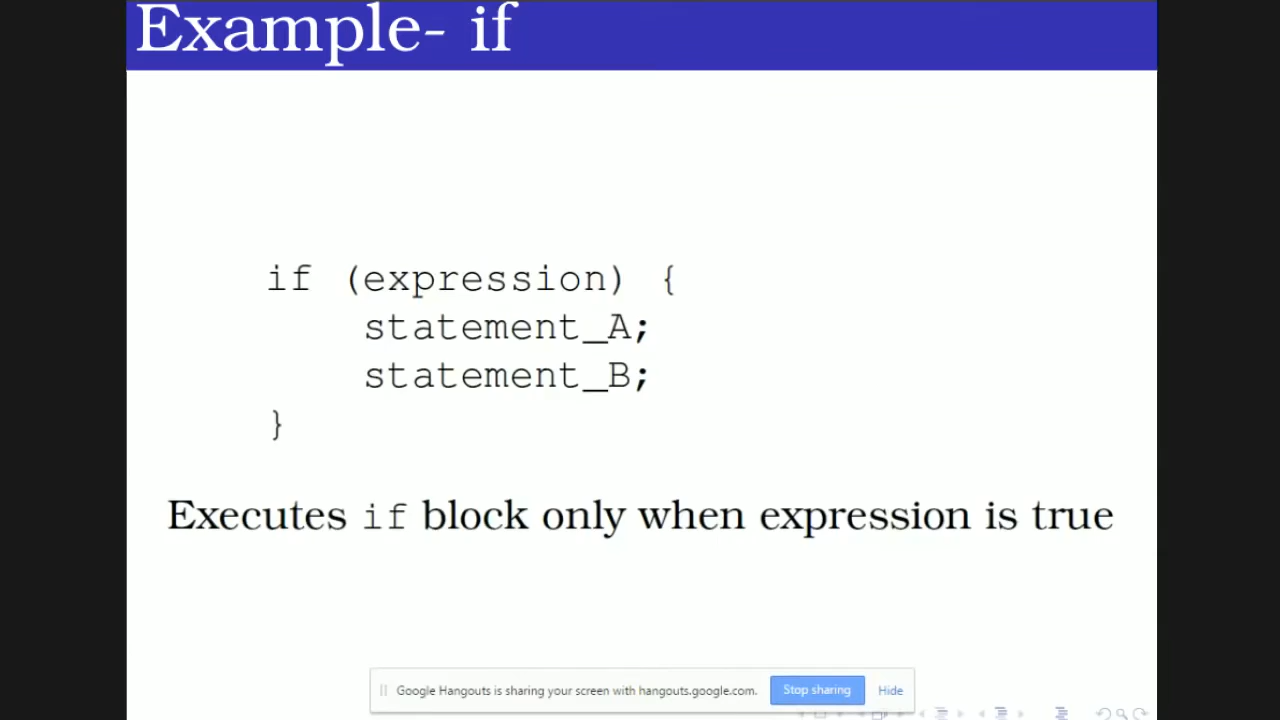 Example- if
if (expression) {
statement_A;
statement_B;
}
Executes if block only when expression is true
Google Hangouts is sharing your screen with hangouts.google.com.
Stop sharing
Hide